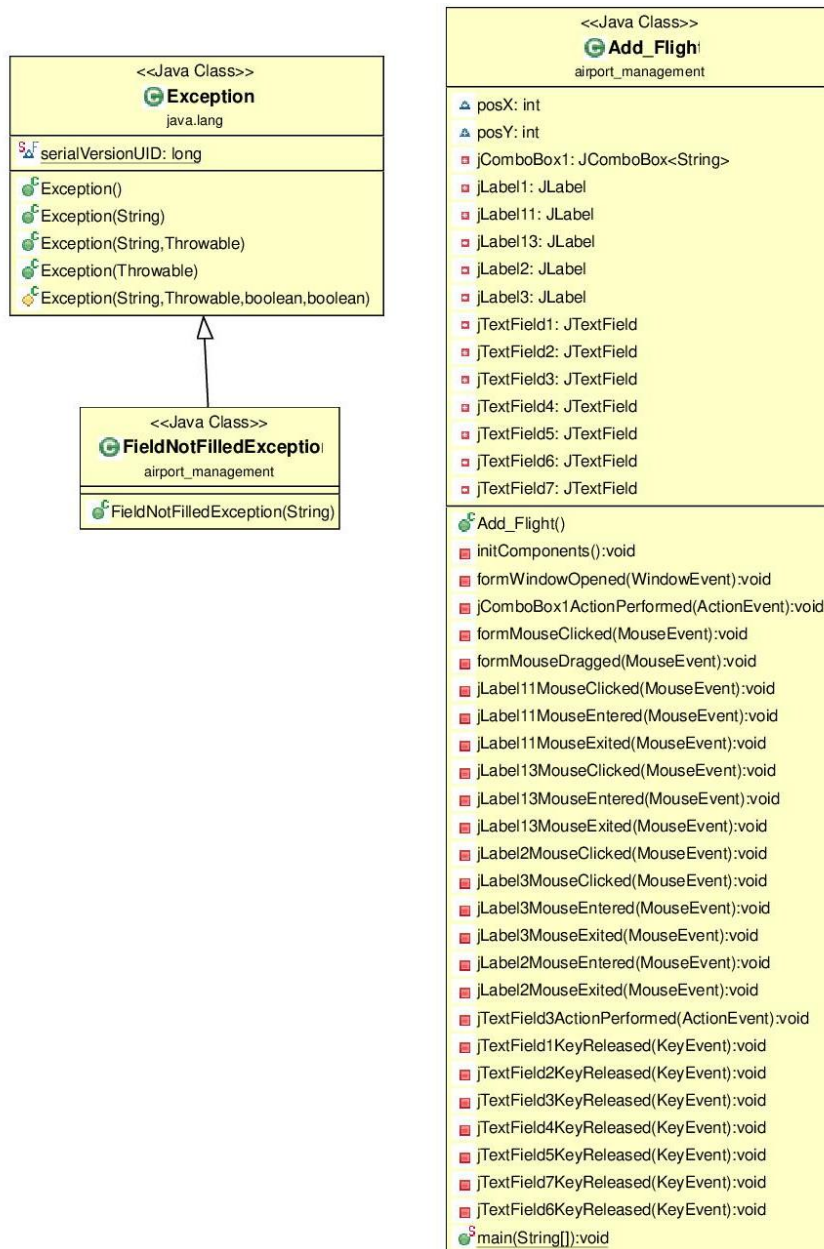 <<Java Class>>
Exception
java.lang
serialVersionUID: long
Exception()
Exception(String)
Exception(String,Throwable)
Exception(Throwable)
Exception(String,Throwable,boolean,boolean)
<<Java Class>>
FieldNotFilledExceptio
airport_management
FieldNotFilledException(String)
<<Java Class>>
Add_Fligh
airport_management
posX: int
posY: int
jComboBox1: JComboBox<String>
jLabel1: JLabel
jLabel11: JLabel
jLabel13: JLabel
jLabel2: JLabel
jLabel3: JLabel
jTextField1: JTextField
jTextField2: JTextField
jTextField3: JTextField
jTextField4: JTextField
jTextField5: JTextField
jTextField6: JTextField
jTextField7: JTextField
Add_Flight()
initComponents():void
formWindowOpened(WindowEvent):void
jComboBox1ActionPerformed(ActionEvent):void
formMouseClicked(MouseEvent):void
formMouseDragged(MouseEvent):void
jLabel11MouseClicked(MouseEvent):void
jLabel11MouseEntered(MouseEvent):void
jLabel11MouseExited(MouseEvent):void
jLabel13MouseClicked(MouseEvent):void
jLabel13MouseEntered(MouseEvent):void
jLabel13MouseExited(MouseEvent):void
jLabel2MouseClicked(MouseEvent):void
jLabel3MouseClicked(MouseEvent):void
jLabel3MouseEntered(MouseEvent):void
jLabel3MouseExited(MouseEvent):void
jLabel2MouseEntered(MouseEvent):void
jLabel2MouseExited(MouseEvent):void
jTextField3ActionPerformed(ActionEvent):void
jTextField1KeyReleased(KeyEvent):void
jTextField2KeyReleased(KeyEvent):void
jTextField3KeyReleased(KeyEvent):void
jTextField4KeyReleased(KeyEvent):void
jTextField5KeyReleased(KeyEvent):void
jTextField7KeyReleased(KeyEvent):void
jTextField6KeyReleased(KeyEvent):void
main(String[]):void